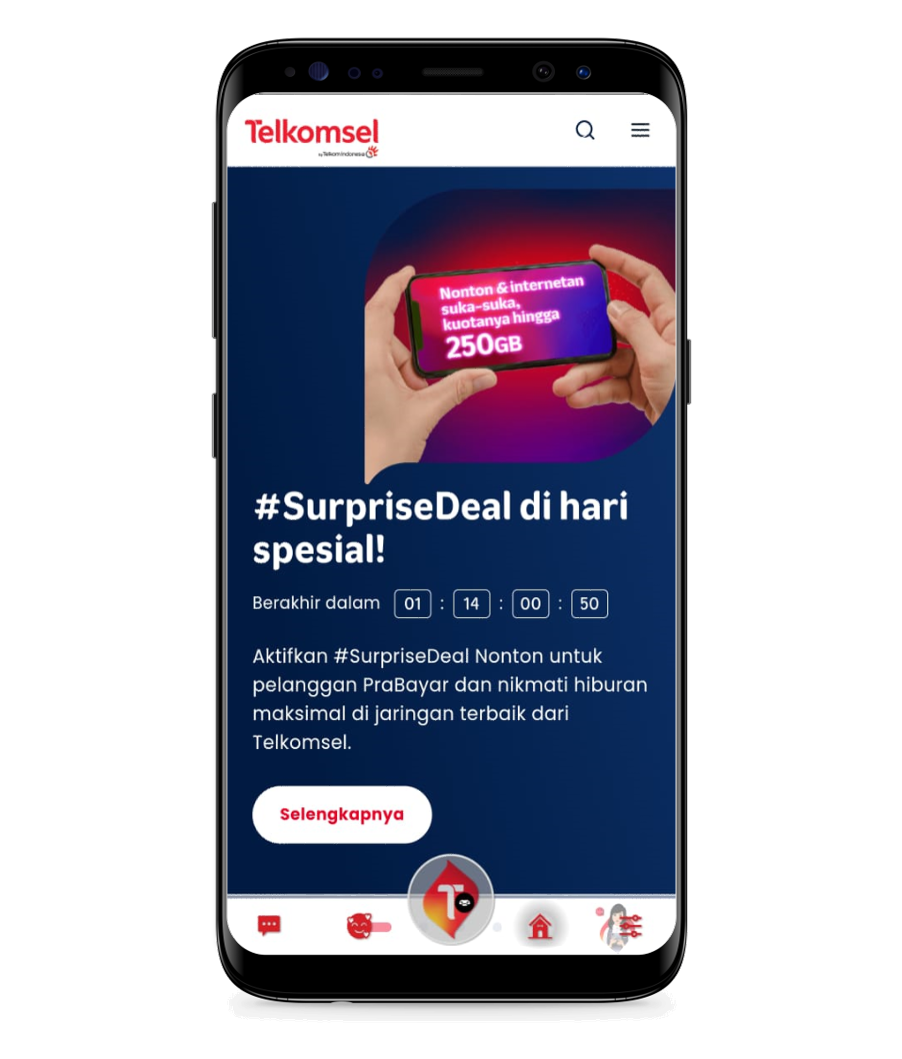 Telkomsel
by Telkom Indonesia
Nonton & internetan
suka-suka,
kuotanya hingga
250GB
#SurpriseDeal di hari
spesial!
Berakhir dalam 01 : 14 : 00 : 50
Aktifkan #SurpriseDeal Nonton untuk
pelanggan PraBayar dan nikmati hiburan
maksimal di jaringan terbaik dari
Telkomsel.
Selengkapnya
T